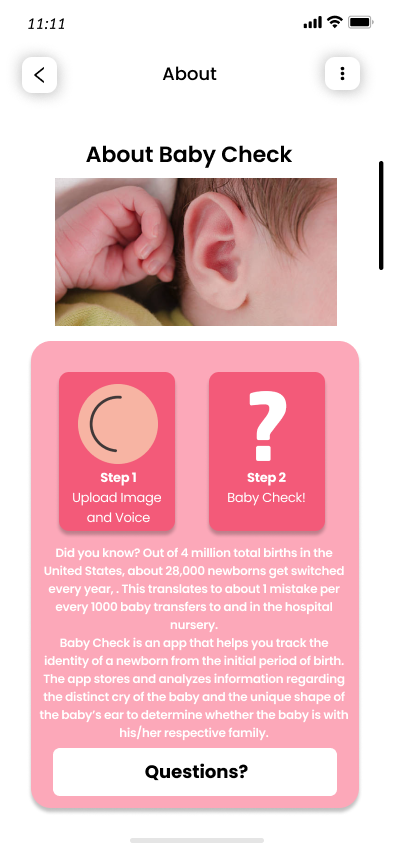 11:11
About
About Baby Check
?
Step 1
Upload Image
and Voice
Step 2
Baby Check!
Did you know? Out of 4 million total births in the
United States, about 28,000 newborns get switched
every year, . This translates to about 1 mistake per
every 1000 baby transfers to and in the hospital
nursery.
Baby Check is an app that helps you track the
identity of a newborn from the initial period of birth.
The app stores and analyzes information regarding
the distinct cry of the baby and the unique shape of
the baby's ear to determine whether the baby is with
his/her respective family.
Questions?